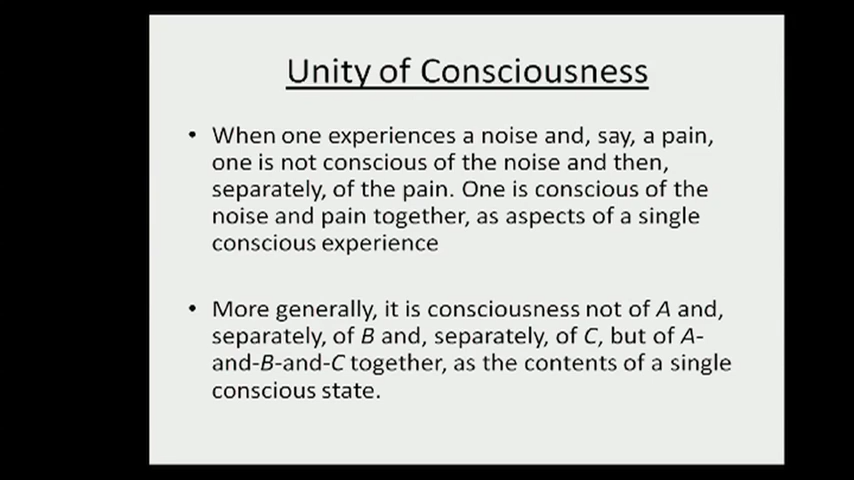 Unity of Consciousness
• When one experiences a noise and, say, a pain,
one is not conscious of the noise and then,
separately, of the pain. One is conscious of the
noise and pain together, as aspects of a single
conscious experience
• More generally, it is consciousness not of A and,
separately, of B and, separately, of C, but of A-
and-B-and-C together, as the contents of a single
conscious state.